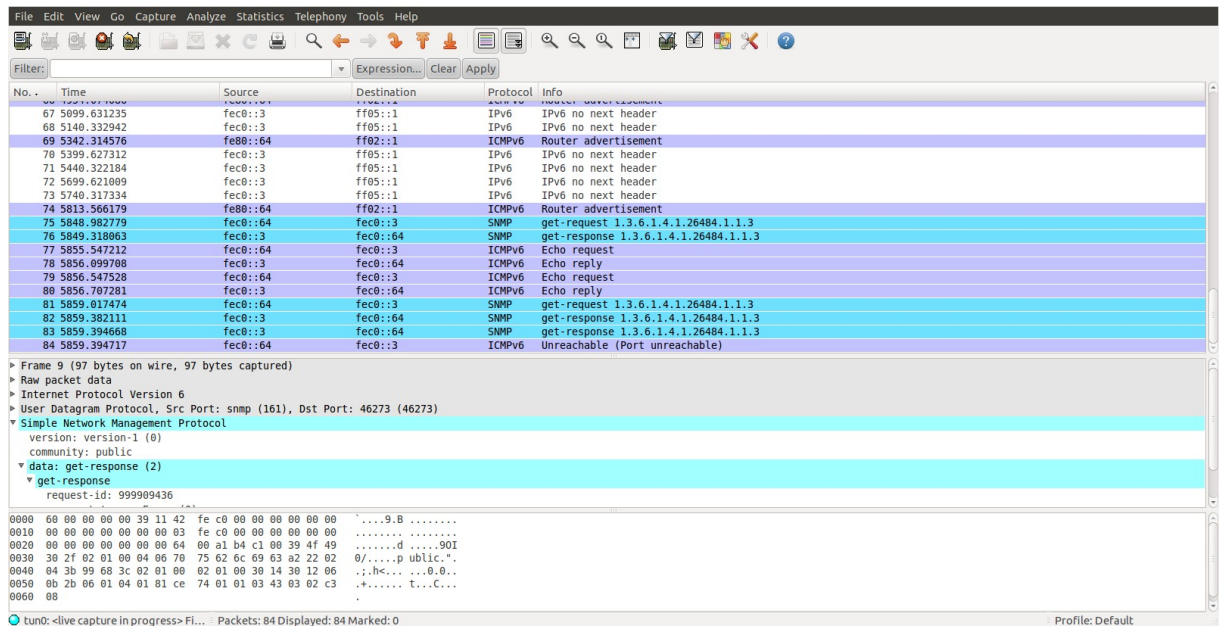 File Edit View Go Capture Analyze Statistics Telephony Tools Help
Filter: Expression... Clear Apply
No. . Time Source Destination Protocol Info
67 5099.631235 fec0::3 ff05::1 IPv6 IPv6 no next header
68 5140.332942 fec0::3 ff05::1 IPv6 IPv6 no next header
69 5342.314576 fe80::64 ff02::1 ICMPv6 Router advertisement
70 5399.627312 fec0::3 ff05::1 IPv6 IPv6 no next header
71 5440.322184 fec0::3 ff05::1 IPv6 IPv6 no next header
72 5699.621009 fec0::3 ff05::1 IPv6 IPv6 no next header
73 5740.317334 fec0::3 ff05::1 IPv6 IPv6 no next header
74 5813.566179 fe80::64 ff02::1 ICMPv6 Router advertisement
75 5848.982779 fec0::64 fec0::3 SNMP get-request 1.3.6.1.4.1.26484.1.1.3
76 5849.318063 fec0::3 fec0::64 SNMP get-response 1.3.6.1.4.1.26484.1.1.3
77 5855.547212 fec0::64 fec0::3 ICMPv6 Echo request
78 5856.099708 fec0::3 fec0::64 ICMPv6 Echo reply
79 5856.547528 fec0::64 fec0::3 ICMPv6 Echo request
80 5856.707281 fec0::3 fec0::64 ICMPv6 Echo reply
81 5859.017474 fec0::64 fec0::3 SNMP get-request 1.3.6.1.4.1.26484.1.1.3
82 5859.382111 fec0::3 fec0::64 SNMP get-response 1.3.6.1.4.1.26484.1.1.3
83 5859.394668 fec0::3 fec0::64 SNMP get-response 1.3.6.1.4.1.26484.1.1.3
84 5859.394717 fec0::64 fec0::3 ICMPv6 Unreachable (Port unreachable)
Frame 9 (97 bytes on wire, 97 bytes captured)
Raw packet data
Internet Protocol Version 6
User Datagram Protocol, Src Port: snmp (161), Dst Port: 46273 (46273)
Simple Network Management Protocol
version: version-1 (0)
community: public
data: get-response (2)
get-response
request-id: 999909436
0000 60 00 00 00 00 39 11 42 fe c0 00 00 00 00 00 00 `....9.B ........
0010 00 00 00 00 00 00 00 03 fe c0 00 00 00 00 00 00 ........ ........
0020 00 00 00 00 00 00 00 64 00 a1 b4 c1 00 39 4f 49 .......d .....9OI
0030 30 2f 02 01 00 04 06 70 75 62 6c 69 63 a2 22 02 0/.....p ublic.".
0040 04 3b 99 68 3c 02 01 00 02 01 00 30 14 30 12 06 .;.h<... ...0.0..
0050 0b 2b 06 01 04 01 81 ce 74 01 01 03 43 03 02 c3 .+...... t...C...
0060 08 .
tun0: <live capture in progress> Fi... Packets: 84 Displayed: 84 Marked: 0 Profile: Default